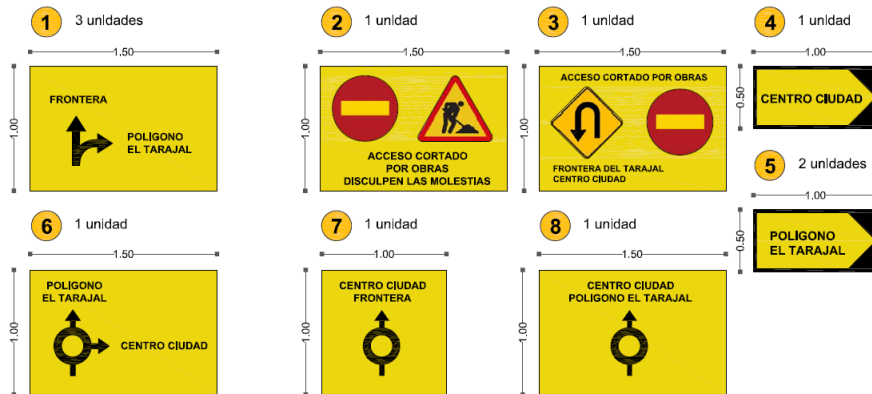 1 3 unidades
1.50
1.00
FRONTERA
POLIGONO
EL TARAJAL
2 1 unidad
1.50
1.00
ACCESO CORTADO
POR OBRAS
DISCULPEN LAS MOLESTIAS
3 1 unidad
1.50
1.00
ACCESO CORTADO POR OBRAS
FRONTERA DEL TARAJAL
CENTRO CIUDAD
4 1 unidad
1,00
0.50
CENTRO CIUDAD
5 2 unidades
1.00
0.50
POLÍGONO
EL TARAJAL
6 1 unidad
1.50
1.00
POLÍGONO
EL TARAJAL
CENTRO CIUDAD
7 1 unidad
1.00
1.00
CENTRO CIUDAD
FRONTERA
8 1 unidad
1.50
1.00
CENTRO CIUDAD
POLIGONO EL TARAJAL